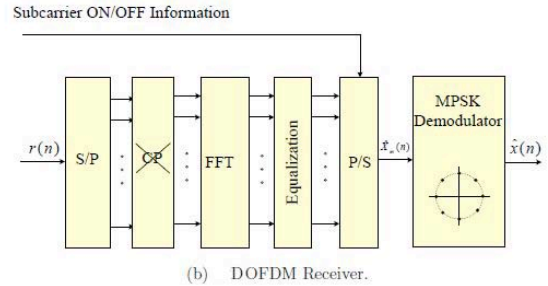 Subcarrier ON/OFF Information
r(n)
S/P
CP
FFT
Equalization
P/S
MPSK
Demodulator
x̂(n)
(b) DOFDM Receiver.